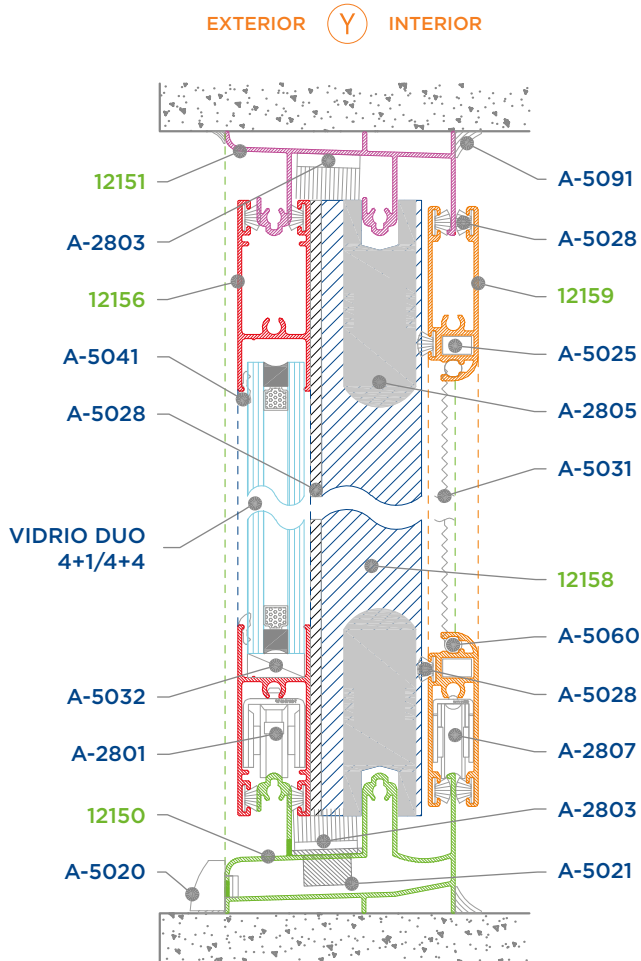 EXTERIOR Y INTERIOR
12151
A-2803
12156
A-5041
A-5028
VIDRIO DUO
4+1/4+4
A-5032
A-2801
12150
A-5020
A-5091
A-5028
12159
A-5025
A-2805
A-5031
12158
A-5060
A-5028
A-2807
A-2803
A-5021